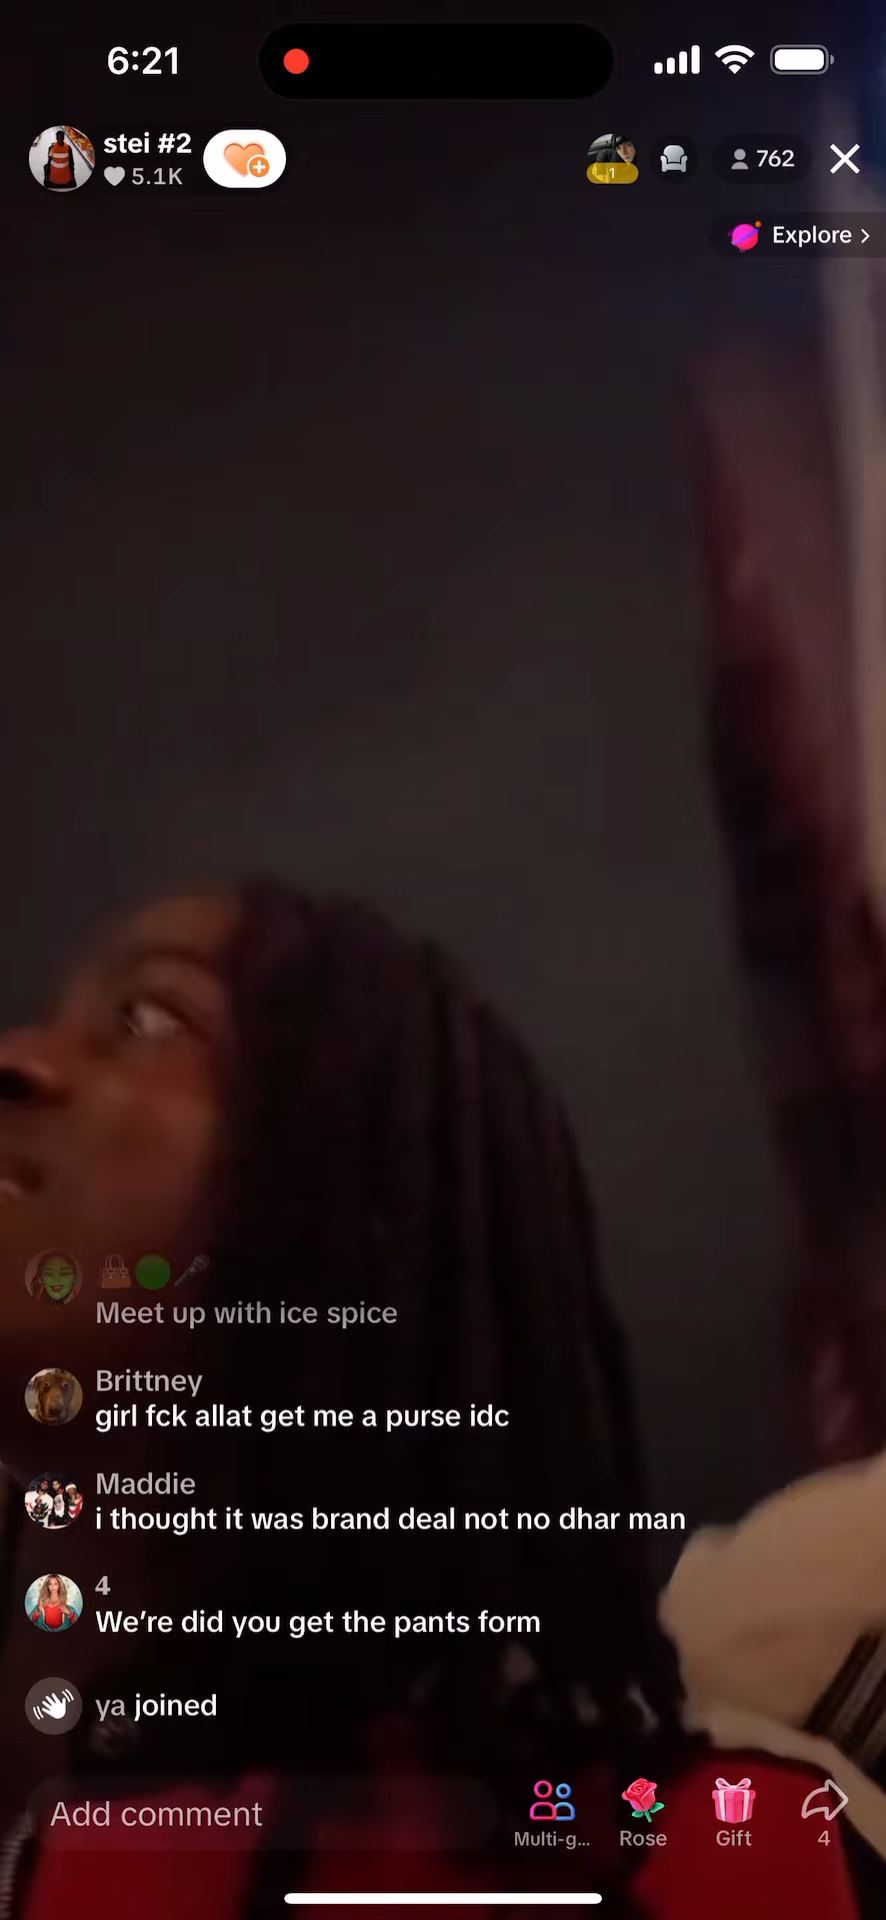 6:21
stei #2
5.1K
1
762
Explore >
Meet up with ice spice
Brittney
girl fck allat get me a purse idc
Maddie
i thought it was brand deal not no dhar man
4
We're did you get the pants form
ya joined
Add comment
Multi-g...
Rose
Gift
4